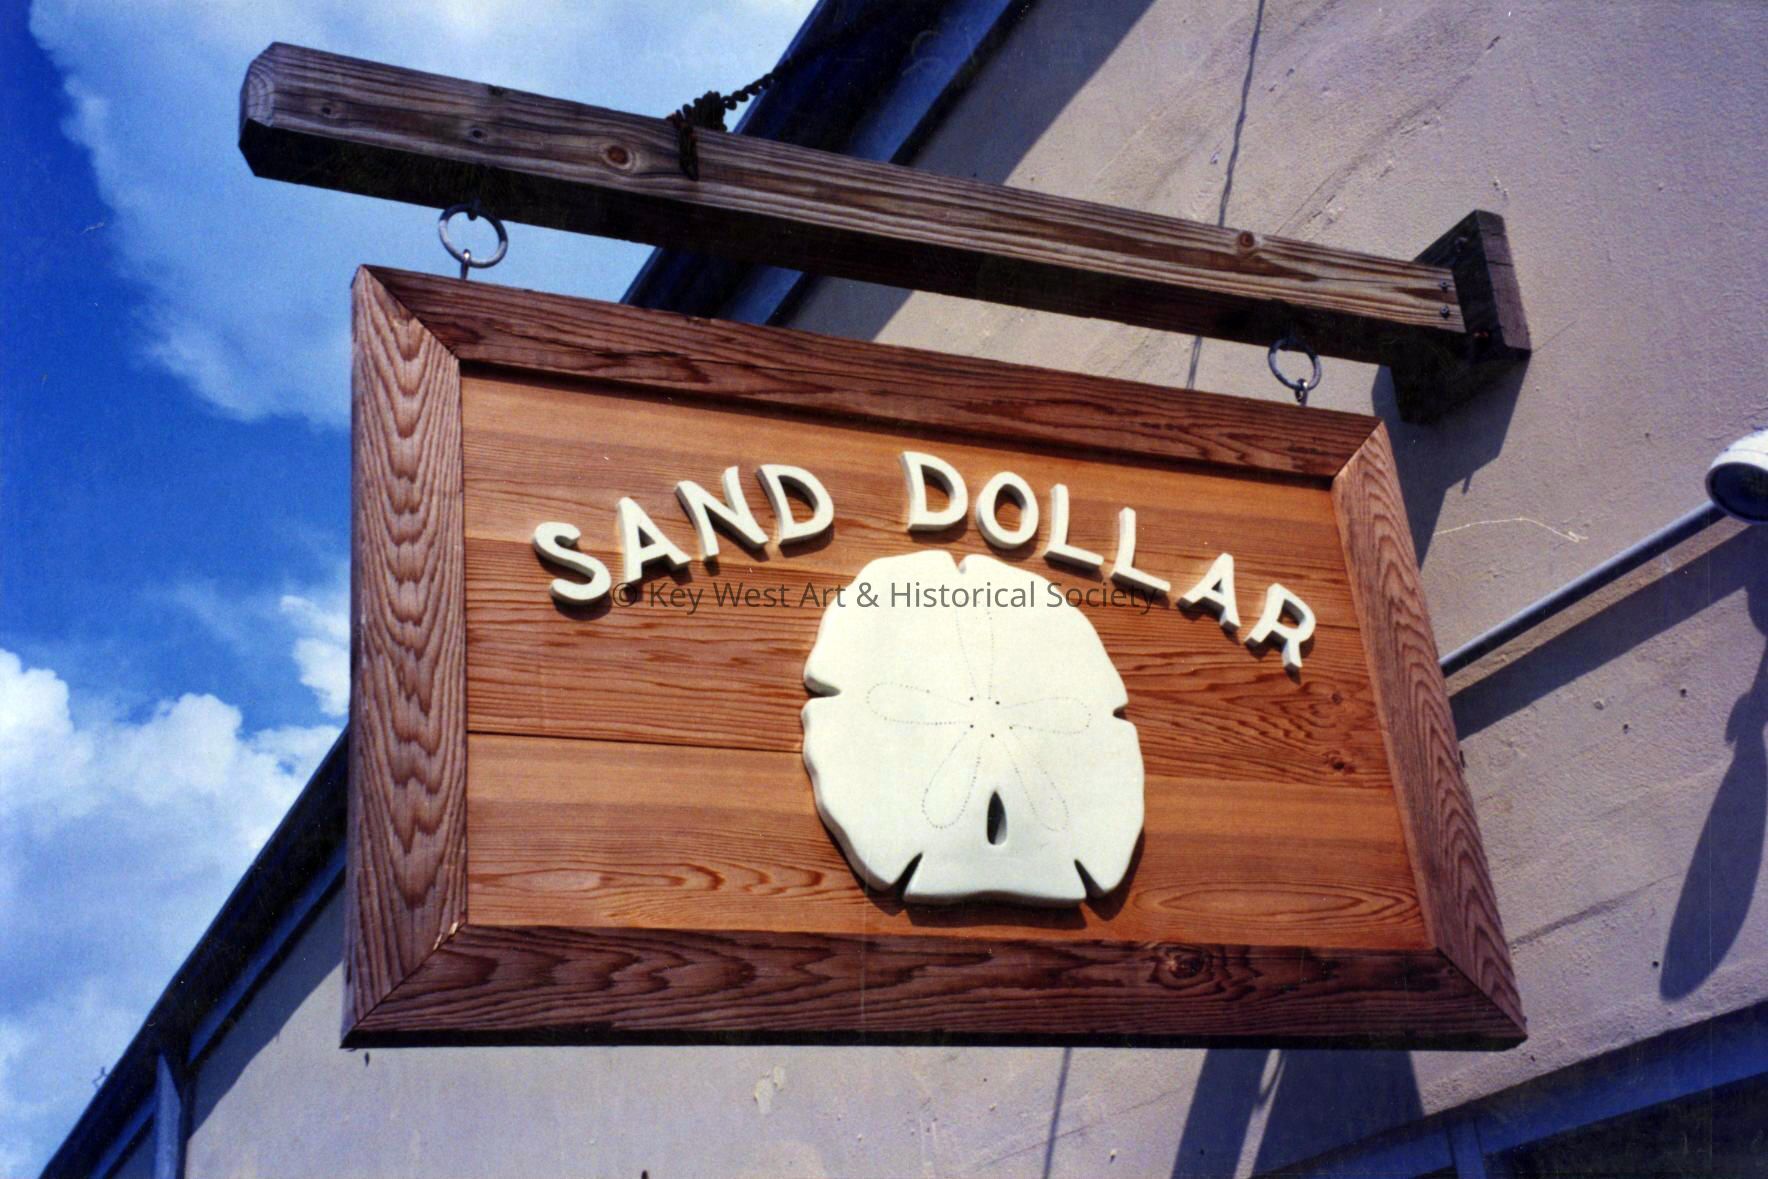 SAND DOLLAR
© Key West Art & Historical Society